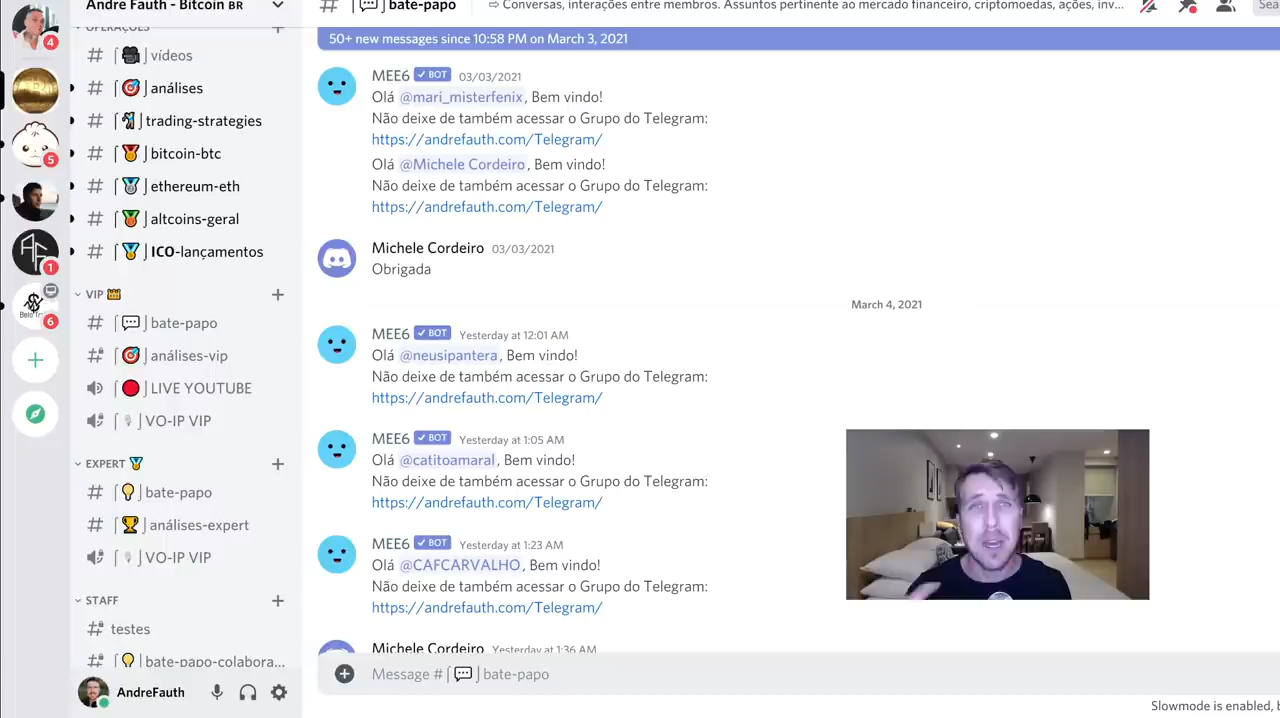 Andre Fauth - Bitcoin BR
OPERAÇÕES
vídeos
análises
trading-strategies
bitcoin-btc
ethereum-eth
altcoins-geral
ICO-lançamentos
VIP
bate-papo
análises-vip
LIVE YOUTUBE
VO-IP VIP
EXPERT
bate-papo
análises-expert
VO-IP VIP
STAFF
testes
bate-papo-colabora...
AndreFauth
4
5
1
6
# [ ] bate-papo
Conversas, interações entre membros. Assuntos pertinente ao mercado financeiro, criptomoedas, ações, inv...
Sea
50+ new messages since 10:58 PM on March 3, 2021
MEE6 ✓ BOT 03/03/2021
Olá @mari_misterfenix, Bem vindo!
Não deixe de também acessar o Grupo do Telegram:
https://andrefauth.com/Telegram/
Olá @Michele Cordeiro, Bem vindo!
Não deixe de também acessar o Grupo do Telegram:
https://andrefauth.com/Telegram/
Michele Cordeiro 03/03/2021
Obrigada
March 4, 2021
MEE6 ✓ BOT Yesterday at 12:01 AM
Olá @neusipantera, Bem vindo!
Não deixe de também acessar o Grupo do Telegram:
https://andrefauth.com/Telegram/
MEE6 ✓ BOT Yesterday at 1:05 AM
Olá @catitoamaral, Bem vindo!
Não deixe de também acessar o Grupo do Telegram:
https://andrefauth.com/Telegram/
MEE6 ✓ BOT Yesterday at 1:23 AM
Olá @CAFCARVALHO, Bem vindo!
Não deixe de também acessar o Grupo do Telegram:
https://andrefauth.com/Telegram/
Michele Cordeiro Yesterday at 1:36 AM
Message # [ ] bate-papo
Slowmode is enabled, b